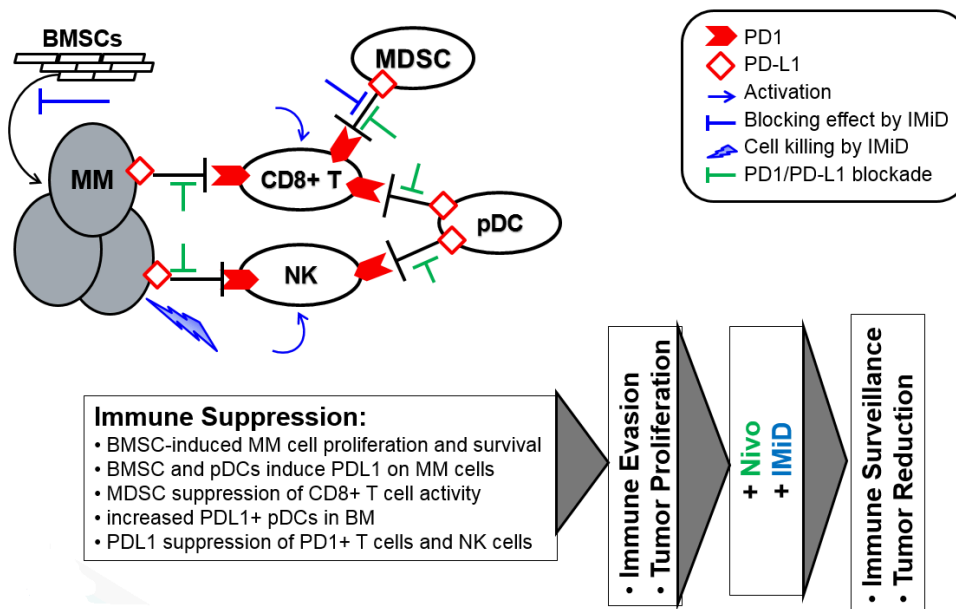 BMSCs
MDSC
MM
CD8+ T
pDC
NK
PD1
PD-L1
Activation
Blocking effect by IMiD
Cell killing by IMiD
PD1/PD-L1 blockade
Immune Suppression:
• BMSC-induced MM cell proliferation and survival
• BMSC and pDCs induce PDL1 on MM cells
• MDSC suppression of CD8+ T cell activity
• increased PDL1+ pDCs in BM
• PDL1 suppression of PD1+ T cells and NK cells
• Immune Evasion
• Tumor Proliferation
+ Nivo
+ IMiD
• Immune Surveillance
• Tumor Reduction